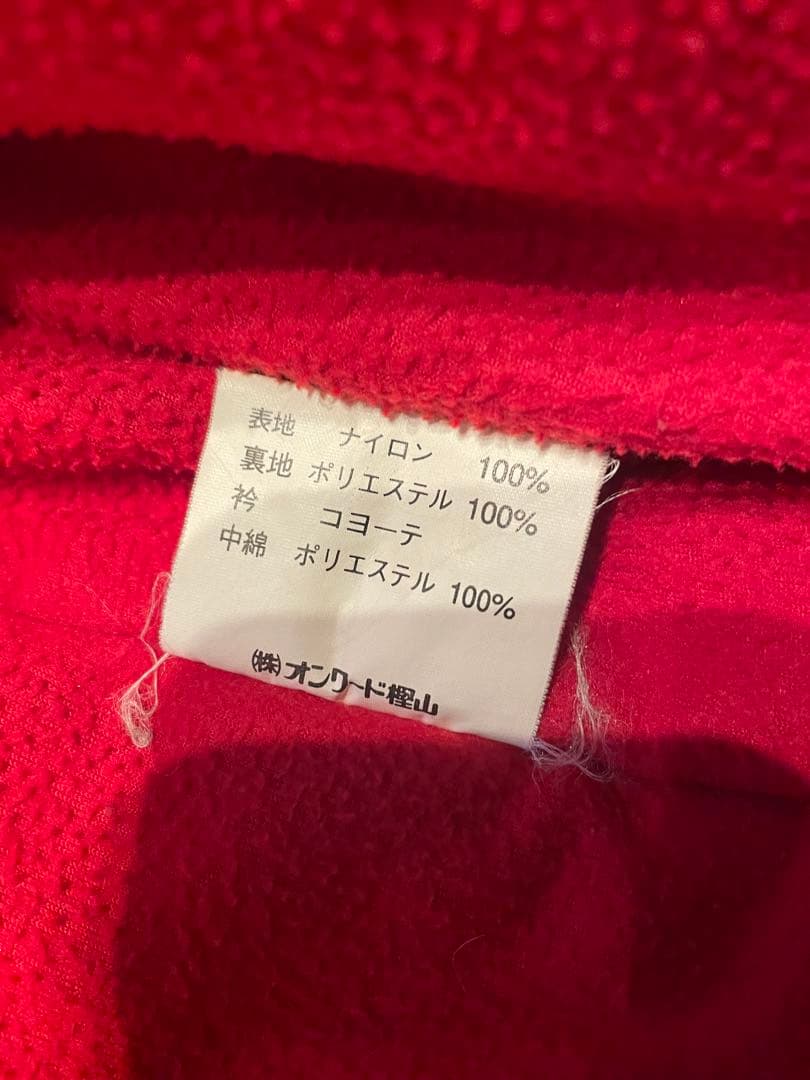 表地 ナイロン 100%
裏地 ポリエステル 100%
衿 コヨーテ
中綿 ポリエステル 100%
㈱オンワード樫山